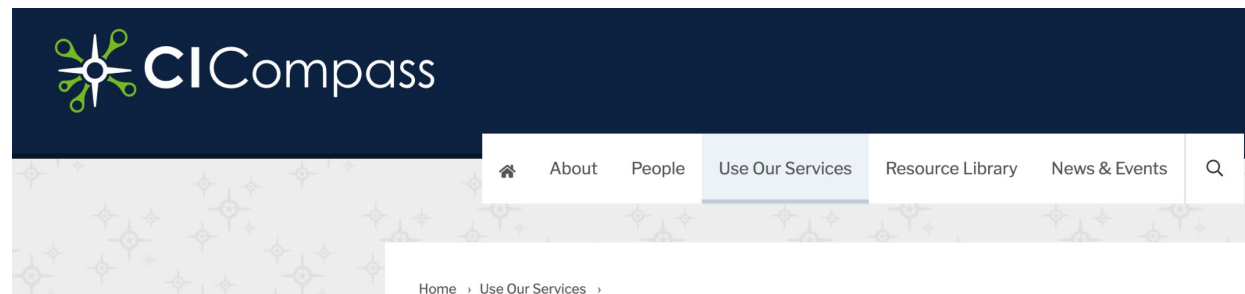 CICompass
About People Use Our Services Resource Library News & Events
Home › Use Our Services ›